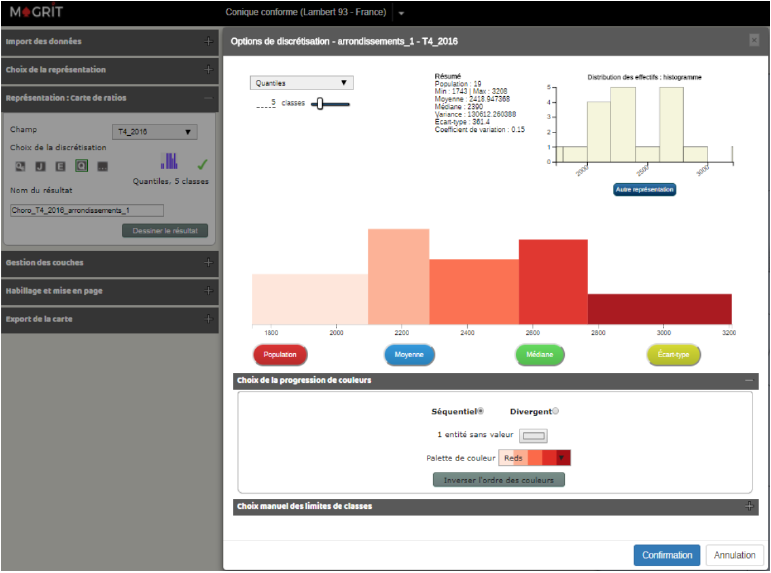 MAGRIT
Conique conforme (Lambert 93 - France)
Import des données
Choix de la représentation
Représentation : Carte de ratios
Champ
T4_2016
Choix de la discrétisation
J
E
Q
Quantiles, 5 classes
Nom du résultat
Choro_T4_2016_arrondissements_1
Dessiner le résultat
Gestion des couches
Habillage et mise en page
Export de la carte
Options de discrétisation - arrondissements_1 - T4_2016
Quantiles
5 classes
Résumé
Population : 19
Min : 1743 | Max : 3208
Moyenne : 2418.947368
Médiane : 2390
Variance : 130612.260388
Écart-type : 361.4
Coefficient de variation : 0.15
Distribution des effectifs : histogramme
5
4
3
2
1
0
2000
2500
3000
Autre représentation
1800
2000
2200
2400
2600
2800
3000
3200
Population
Moyenne
Médiane
Écart-type
Choix de la progression de couleurs
Séquentiel
Divergent
1 entité sans valeur
Palette de couleur
Reds
Inverser l'ordre des couleurs
Choix manuel des limites de classes
Confirmation
Annulation